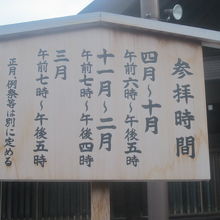 参拝時間
四月～十月
午前六時～午後五時
十一月～二月
午前七時～午後四時
三月
午前七時～午後五時
正月・例祭等は別に定める